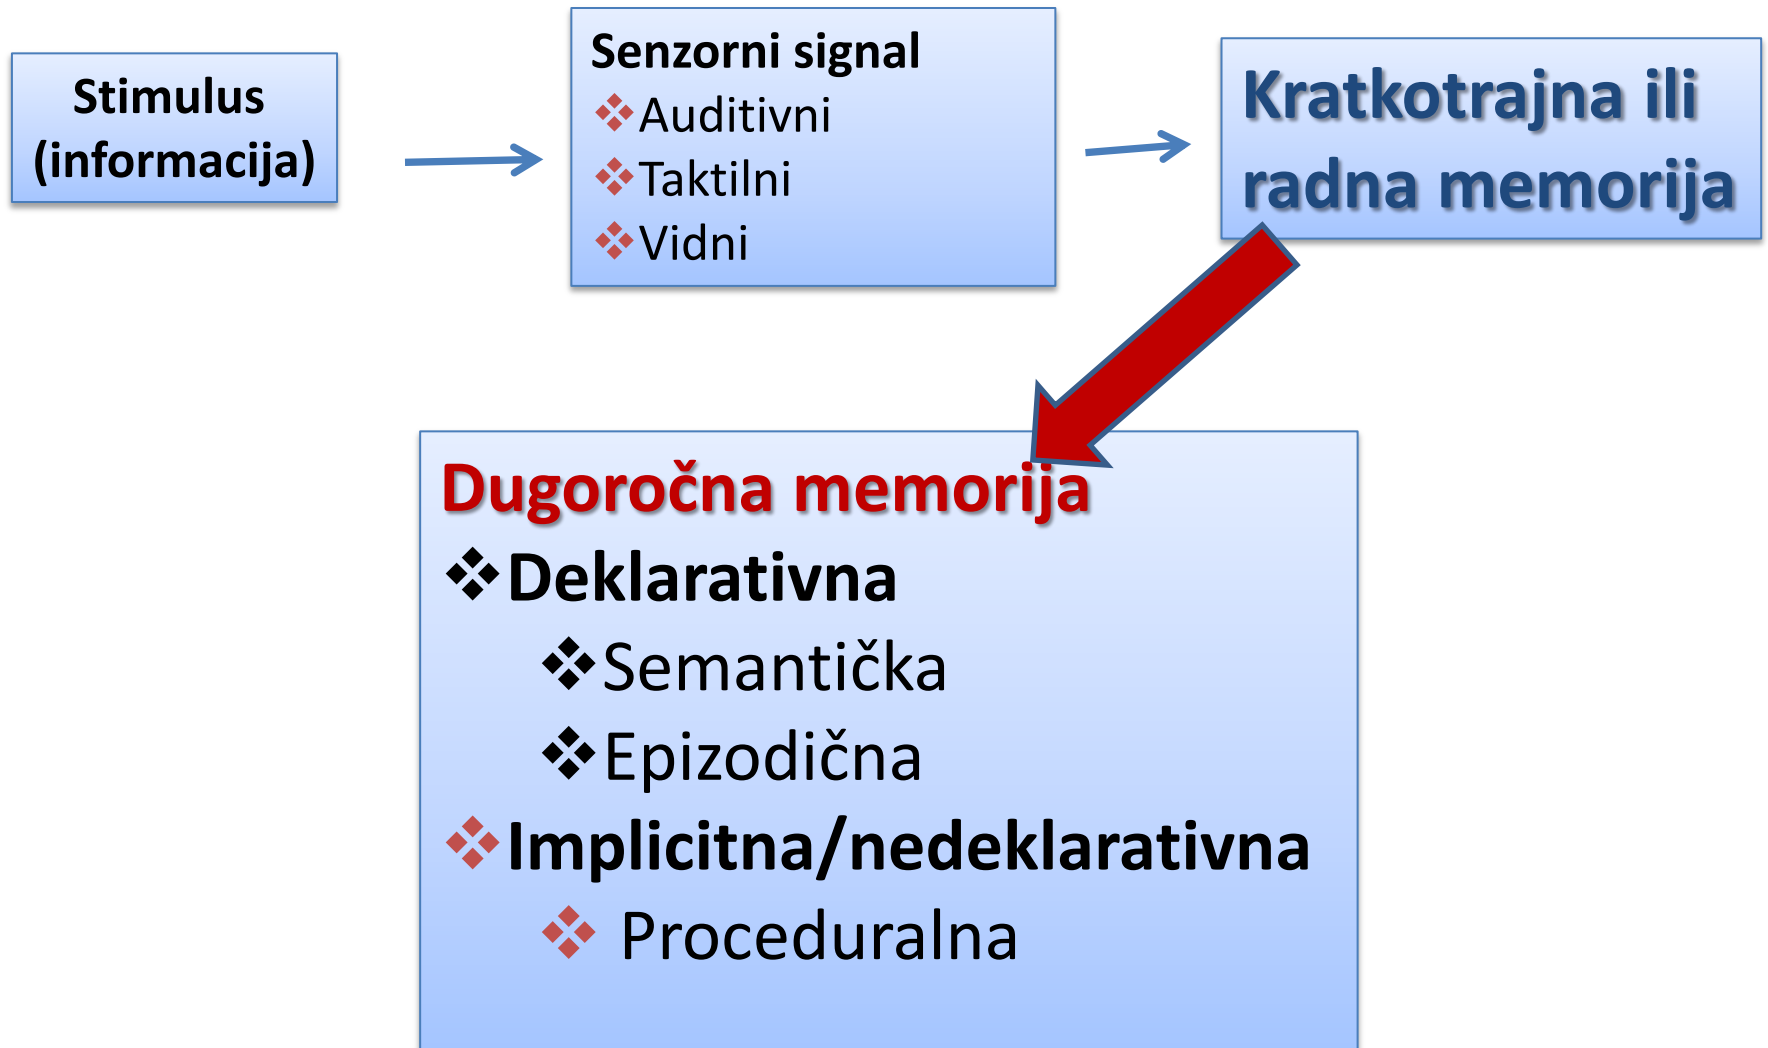 Stimulus
(informacija)
Senzorni signal
❖Auditivni
❖Taktilni
❖Vidni
Kratkotrajna ili
radna memorija
Dugoročna memorija
❖Deklarativna
❖Semantička
❖Epizodična
❖Implicitna/nedeklarativna
❖ Proceduralna